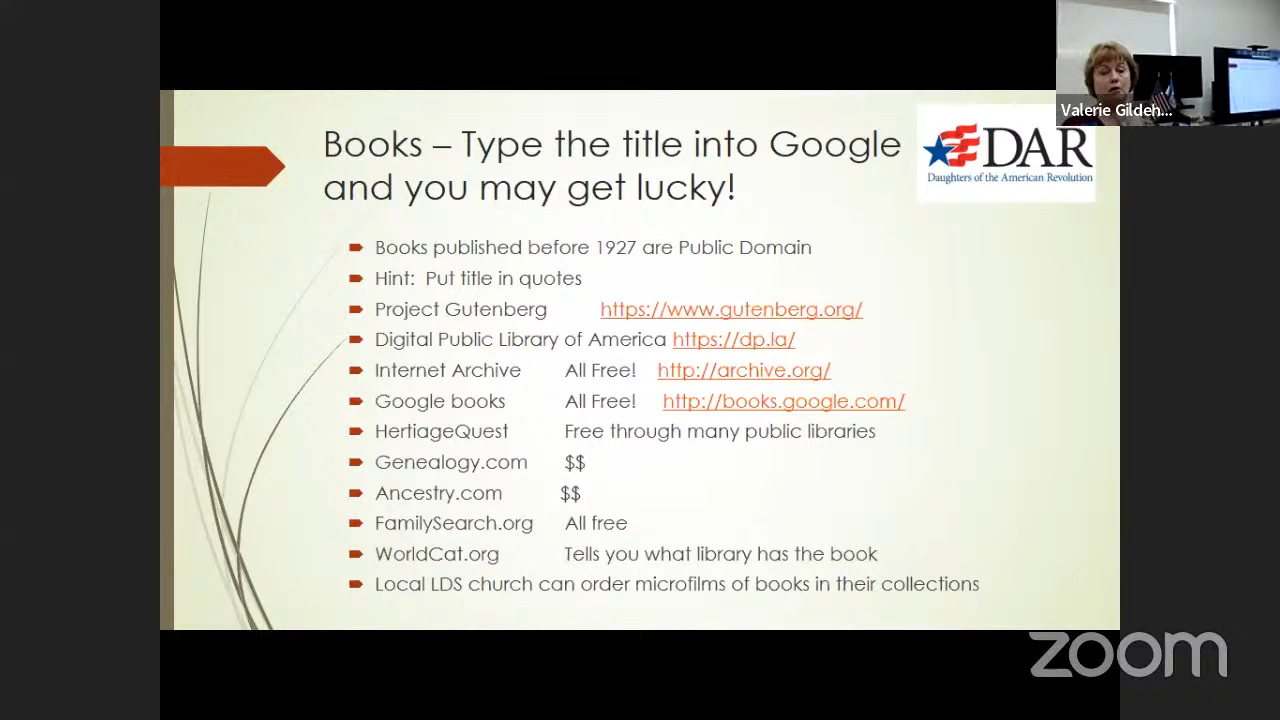 Valerie Gildeh...
Books – Type the title into Google
and you may get lucky!
DAR
Daughters of the American Revolution
Books published before 1927 are Public Domain
Hint: Put title in quotes
Project Gutenberg https://www.gutenberg.org/
Digital Public Library of America https://dp.la/
Internet Archive All Free! http://archive.org/
Google books All Free! http://books.google.com/
HertiageQuest Free through many public libraries
Genealogy.com $$
Ancestry.com $$
FamilySearch.org All free
WorldCat.org Tells you what library has the book
Local LDS church can order microfilms of books in their collections
zoom